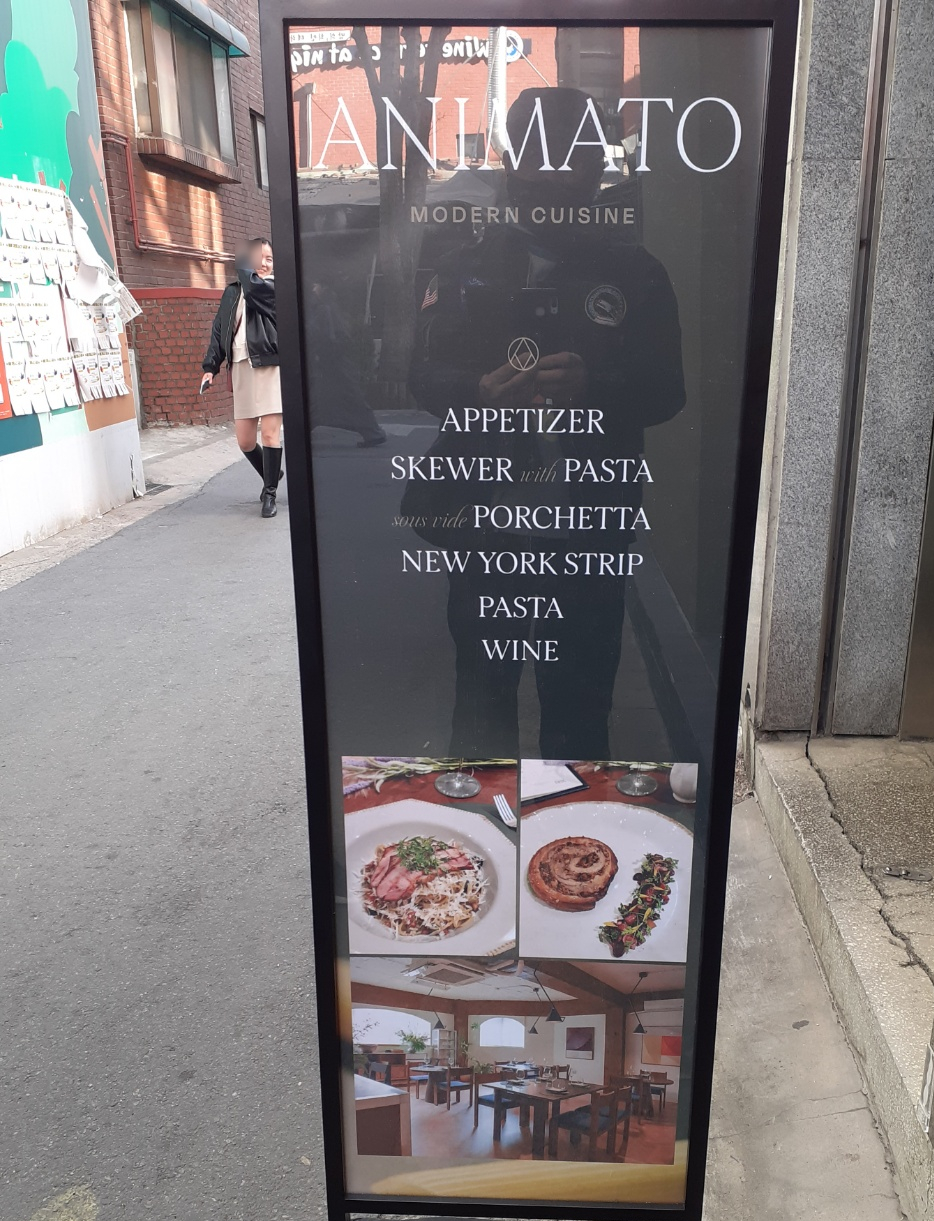 ANIMATO
MODERN CUISINE
APPETIZER
SKEWER with PASTA
sous vide PORCHETTA
NEW YORK STRIP
PASTA
WINE